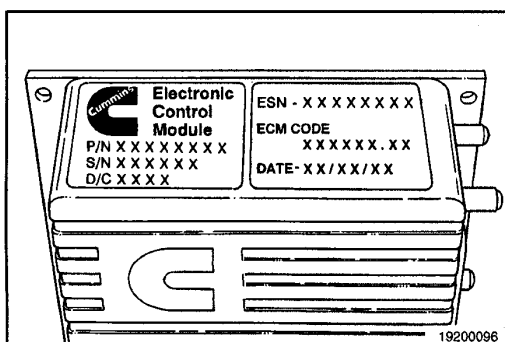 Cummins
Electronic
Control
Module
P/N X X X X X X X X
S/N X X X X X X
D/C X X X X
ESN - X X X X X X X X
ECM CODE
X X X X X X . X X
DATE- X X / X X / X X
19200096